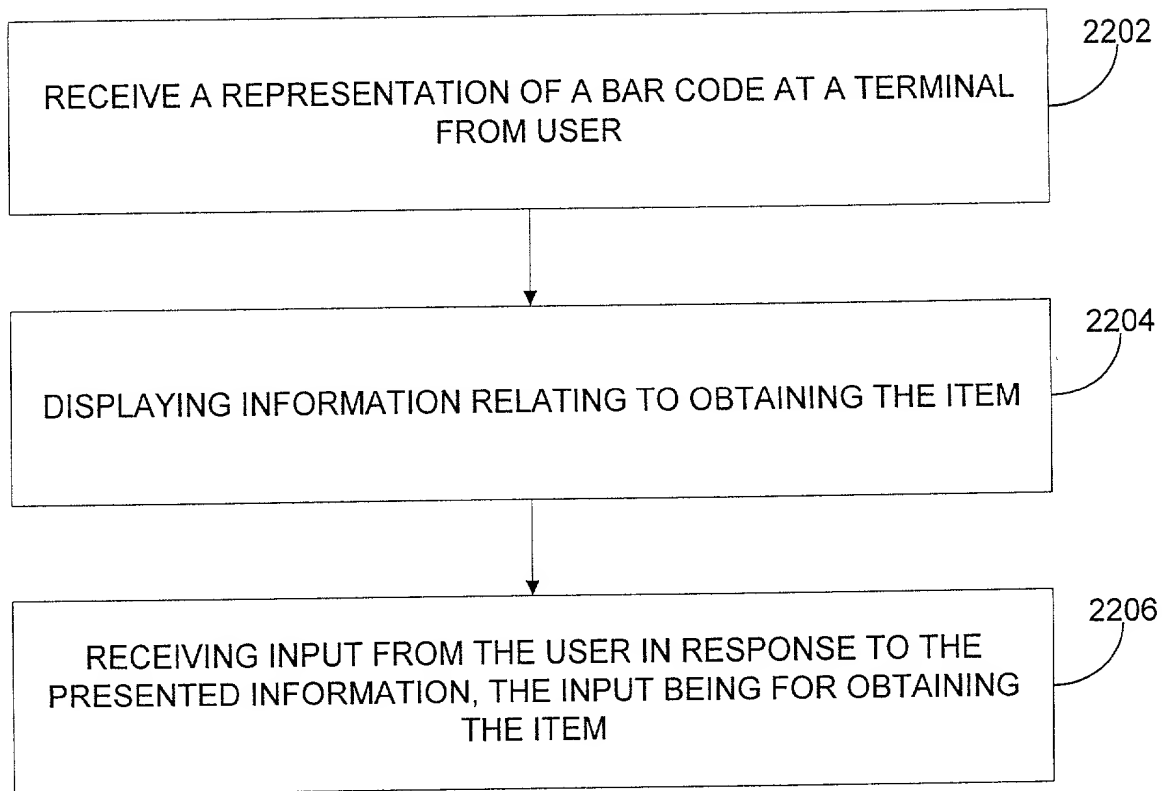 2202
RECEIVE A REPRESENTATION OF A BAR CODE AT A TERMINAL
FROM USER
2204
DISPLAYING INFORMATION RELATING TO OBTAINING THE ITEM
2206
RECEIVING INPUT FROM THE USER IN RESPONSE TO THE
PRESENTED INFORMATION, THE INPUT BEING FOR OBTAINING
THE ITEM